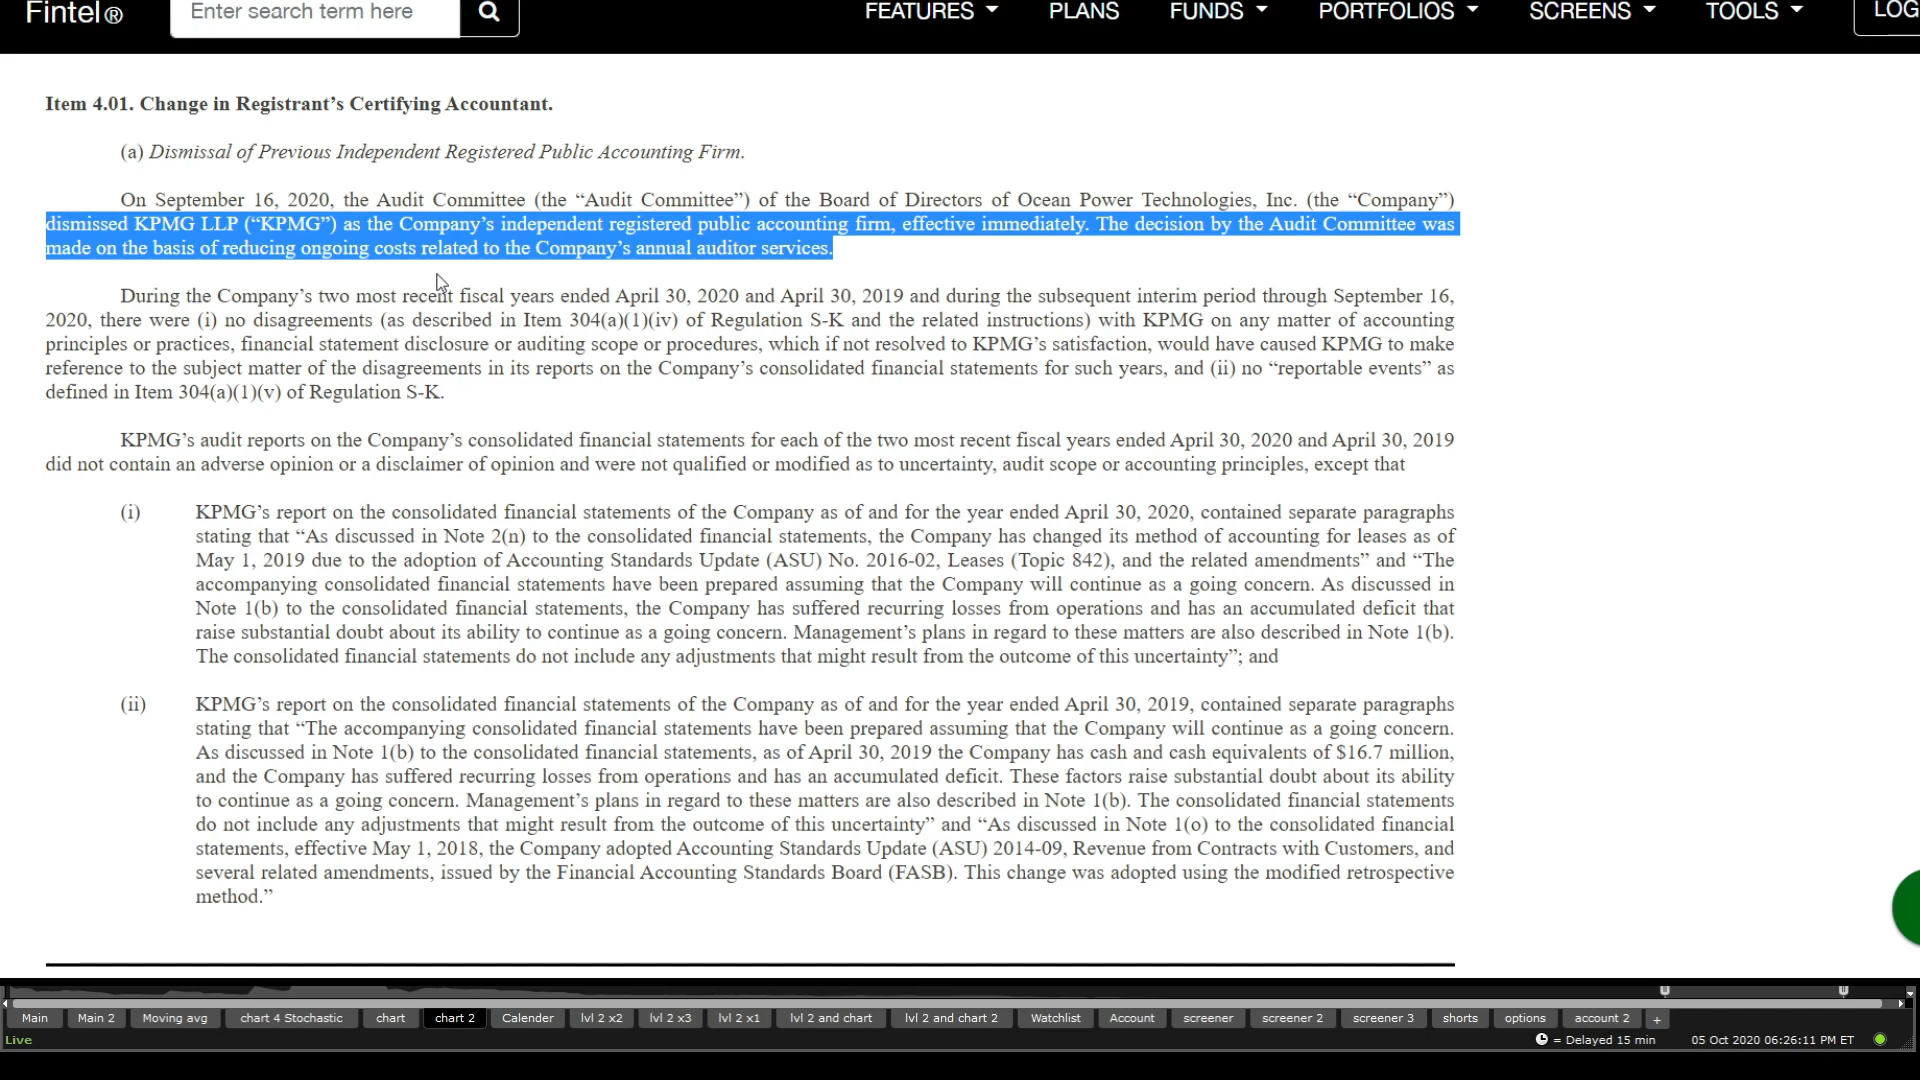 Fintel®
Enter search term here
FEATURES PLANS FUNDS PORTFOLIOS SCREENS TOOLS LOG
Item 4.01. Change in Registrant’s Certifying Accountant.
(a) Dismissal of Previous Independent Registered Public Accounting Firm.
On September 16, 2020, the Audit Committee (the “Audit Committee”) of the Board of Directors of Ocean Power Technologies, Inc. (the “Company”)
dismissed KPMG LLP (“KPMG”) as the Company’s independent registered public accounting firm, effective immediately. The decision by the Audit Committee was
made on the basis of reducing ongoing costs related to the Company’s annual auditor services.
During the Company’s two most recent fiscal years ended April 30, 2020 and April 30, 2019 and during the subsequent interim period through September 16,
2020, there were (i) no disagreements (as described in Item 304(a)(1)(iv) of Regulation S-K and the related instructions) with KPMG on any matter of accounting
principles or practices, financial statement disclosure or auditing scope or procedures, which if not resolved to KPMG’s satisfaction, would have caused KPMG to make
reference to the subject matter of the disagreements in its reports on the Company’s consolidated financial statements for such years, and (ii) no “reportable events” as
defined in Item 304(a)(1)(v) of Regulation S-K.
KPMG’s audit reports on the Company’s consolidated financial statements for each of the two most recent fiscal years ended April 30, 2020 and April 30, 2019
did not contain an adverse opinion or a disclaimer of opinion and were not qualified or modified as to uncertainty, audit scope or accounting principles, except that
(i) KPMG’s report on the consolidated financial statements of the Company as of and for the year ended April 30, 2020, contained separate paragraphs
stating that “As discussed in Note 2(n) to the consolidated financial statements, the Company has changed its method of accounting for leases as of
May 1, 2019 due to the adoption of Accounting Standards Update (ASU) No. 2016-02, Leases (Topic 842), and the related amendments” and “The
accompanying consolidated financial statements have been prepared assuming that the Company will continue as a going concern. As discussed in
Note 1(b) to the consolidated financial statements, the Company has suffered recurring losses from operations and has an accumulated deficit that
raise substantial doubt about its ability to continue as a going concern. Management’s plans in regard to these matters are also described in Note 1(b).
The consolidated financial statements do not include any adjustments that might result from the outcome of this uncertainty”; and
(ii) KPMG’s report on the consolidated financial statements of the Company as of and for the year ended April 30, 2019, contained separate paragraphs
stating that “The accompanying consolidated financial statements have been prepared assuming that the Company will continue as a going concern.
As discussed in Note 1(b) to the consolidated financial statements, as of April 30, 2019 the Company has cash and cash equivalents of $16.7 million,
and the Company has suffered recurring losses from operations and has an accumulated deficit. These factors raise substantial doubt about its ability
to continue as a going concern. Management’s plans in regard to these matters are also described in Note 1(b). The consolidated financial statements
do not include any adjustments that might result from the outcome of this uncertainty” and “As discussed in Note 1(o) to the consolidated financial
statements, effective May 1, 2018, the Company adopted Accounting Standards Update (ASU) 2014-09, Revenue from Contracts with Customers, and
several related amendments, issued by the Financial Accounting Standards Board (FASB). This change was adopted using the modified retrospective
method.”
Main Main 2 Moving avg chart 4 Stochastic chart chart 2 Calender lvl 2 x2 lvl 2 x3 lvl 2 x1 lvl 2 and chart lvl 2 and chart 2 Watchlist Account screener screener 2 screener 3 shorts options account 2 +
Live = Delayed 15 min 05 Oct 2020 06:26:11 PM ET